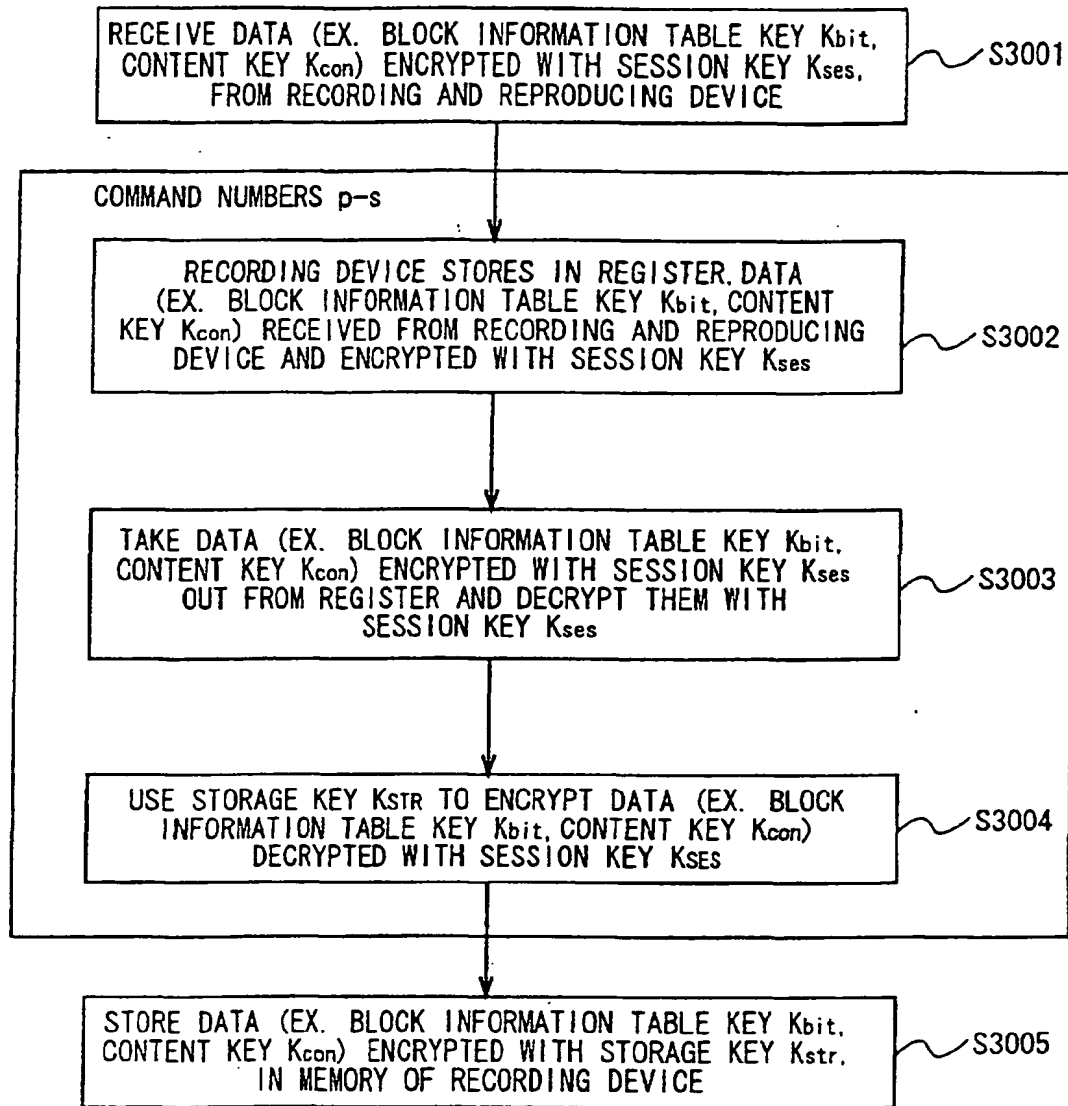 RECEIVE DATA (EX. BLOCK INFORMATION TABLE KEY Kbit,
CONTENT KEY Kcon) ENCRYPTED WITH SESSION KEY Kses,
FROM RECORDING AND REPRODUCING DEVICE
S3001
COMMAND NUMBERS p-s
RECORDING DEVICE STORES IN REGISTER. DATA
(EX. BLOCK INFORMATION TABLE KEY Kbit, CONTENT
KEY Kcon) RECEIVED FROM RECORDING AND REPRODUCING
DEVICE AND ENCRYPTED WITH SESSION KEY Kses
S3002
TAKE DATA (EX. BLOCK INFORMATION TABLE KEY Kbit,
CONTENT KEY Kcon) ENCRYPTED WITH SESSION KEY Kses
OUT FROM REGISTER AND DECRYPT THEM WITH
SESSION KEY Kses
S3003
USE STORAGE KEY KSTR TO ENCRYPT DATA (EX. BLOCK
INFORMATION TABLE KEY Kbit, CONTENT KEY Kcon)
DECRYPTED WITH SESSION KEY KSES
S3004
STORE DATA (EX. BLOCK INFORMATION TABLE KEY Kbit,
CONTENT KEY Kcon) ENCRYPTED WITH STORAGE KEY Kstr,
IN MEMORY OF RECORDING DEVICE
S3005